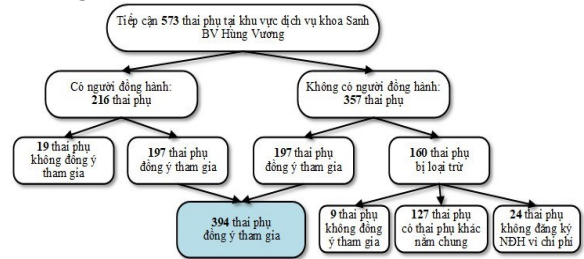 Tiếp cận 573 thai phụ tại khu vực dịch vụ khoa Sanh
BV Hùng Vương
Có người đồng hành:
216 thai phụ
Không có người đồng hành:
357 thai phụ
19 thai phụ
không đồng ý
tham gia
197 thai phụ
đồng ý tham gia
197 thai phụ
đồng ý tham gia
160 thai phụ
bị loại trừ
394 thai phụ
đồng ý tham gia
9 thai phụ
không đồng
ý tham gia
127 thai phụ
có thai phụ khác
nằm chung
24 thai phụ
không đăng ký
NĐH vì chi phí